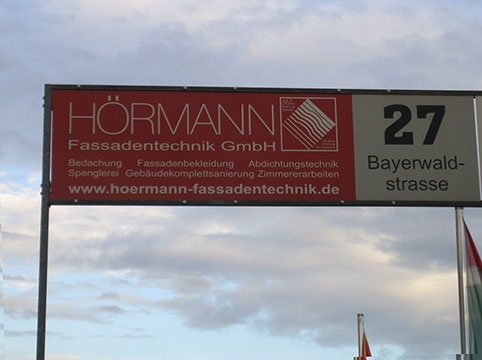 HÖRMANN
Fassadentechnik GmbH
Bedachung Fassadenbekleidung Abdichtungstechnik
Spenglerei Gebäudekomplettsanierung Zimmererarbeiten
www.hoermann-fassadentechnik.de
27
Bayerwald-
strasse